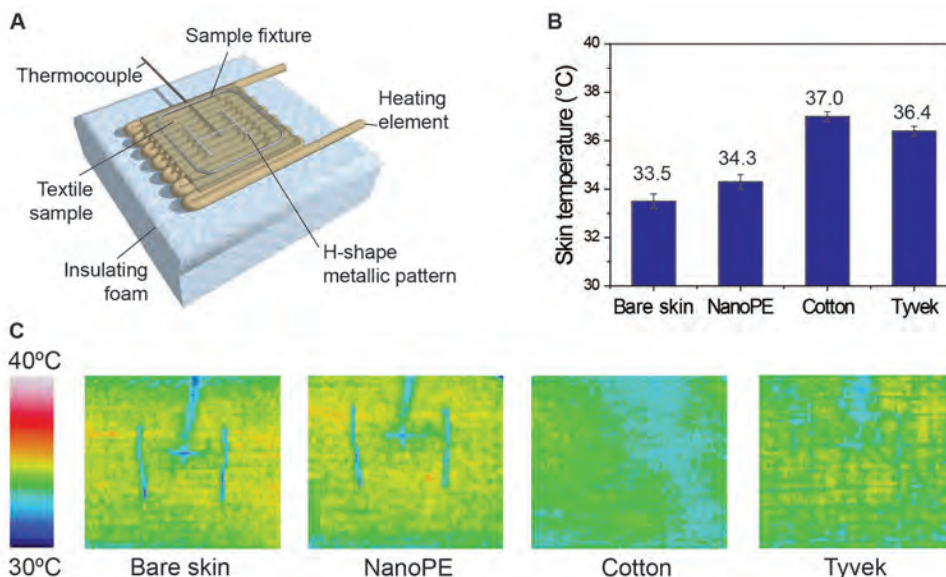 A
Sample fixture
Thermocouple
Heating
element
Textile
sample
Insulating
foam
H-shape
metallic pattern
B
Skin temperature (°C)
40
38
36
34
32
30
33.5
34.3
37.0
36.4
Bare skin
NanoPE
Cotton
Tyvek
C
40ºC
30ºC
Bare skin
NanoPE
Cotton
Tyvek